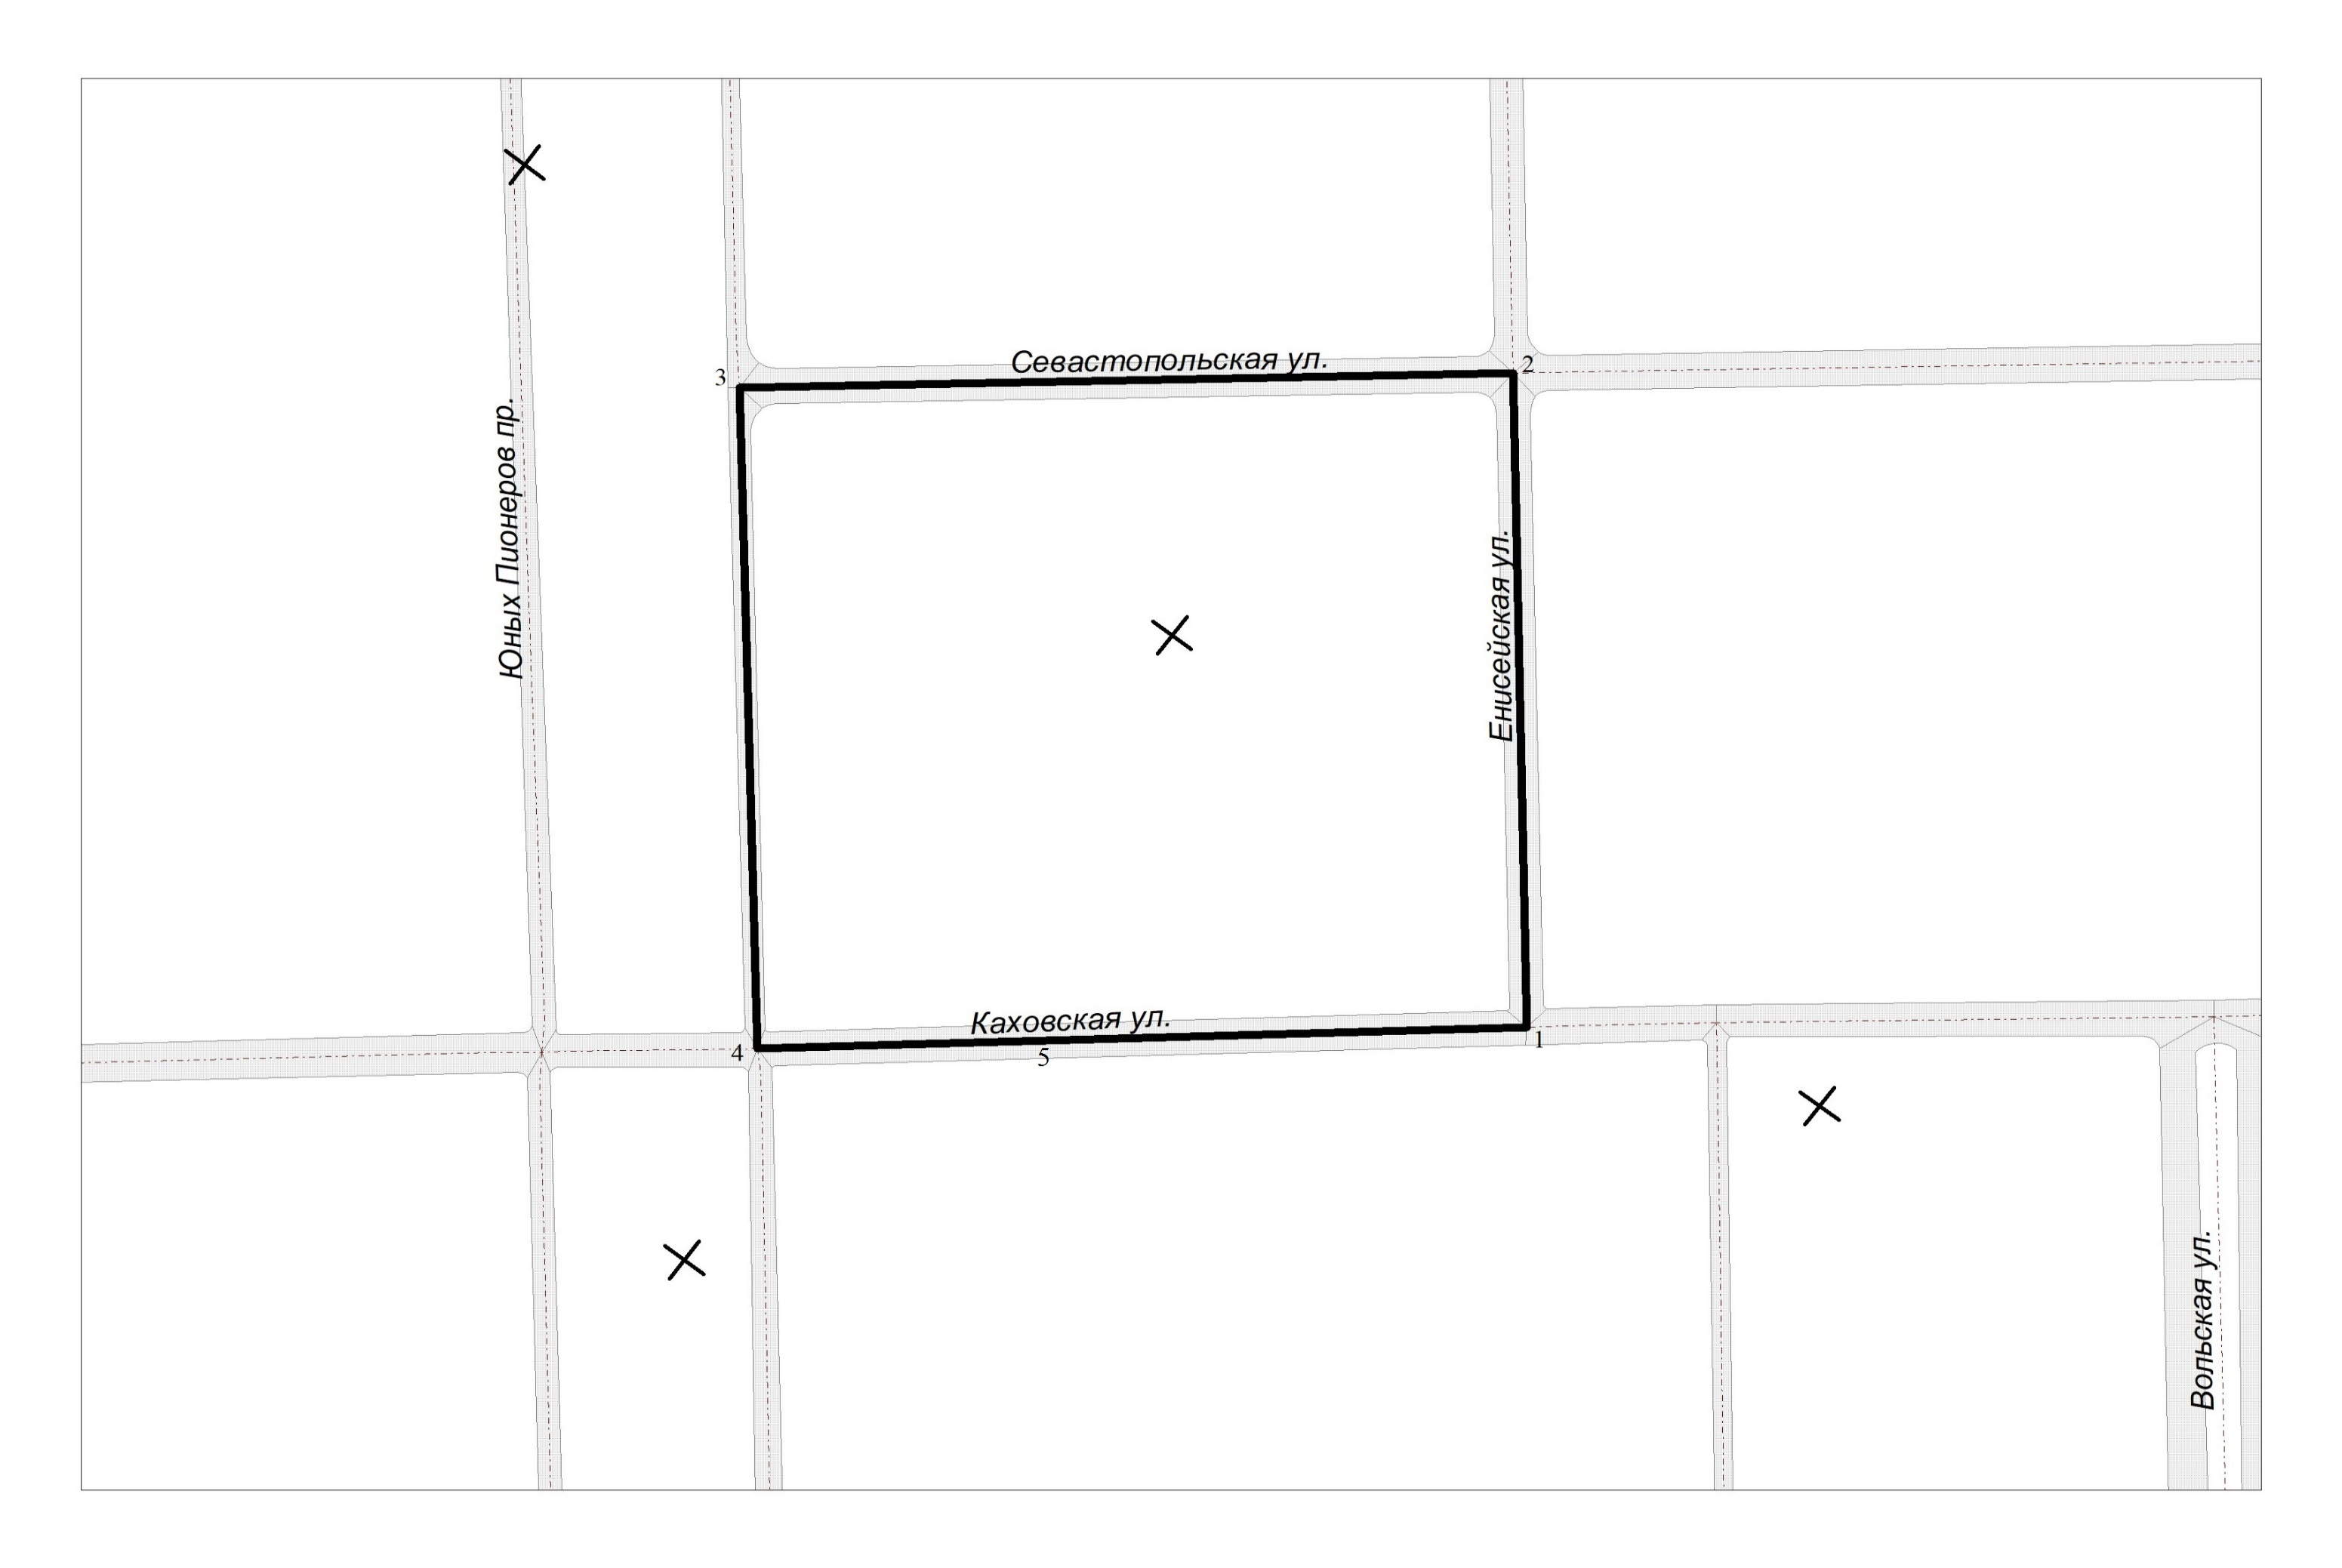 Севастопольская ул.
2
3
Юных Пионеров пр.
Енисейская ул.
Каховская ул.
1
4
5
Вольская ул.